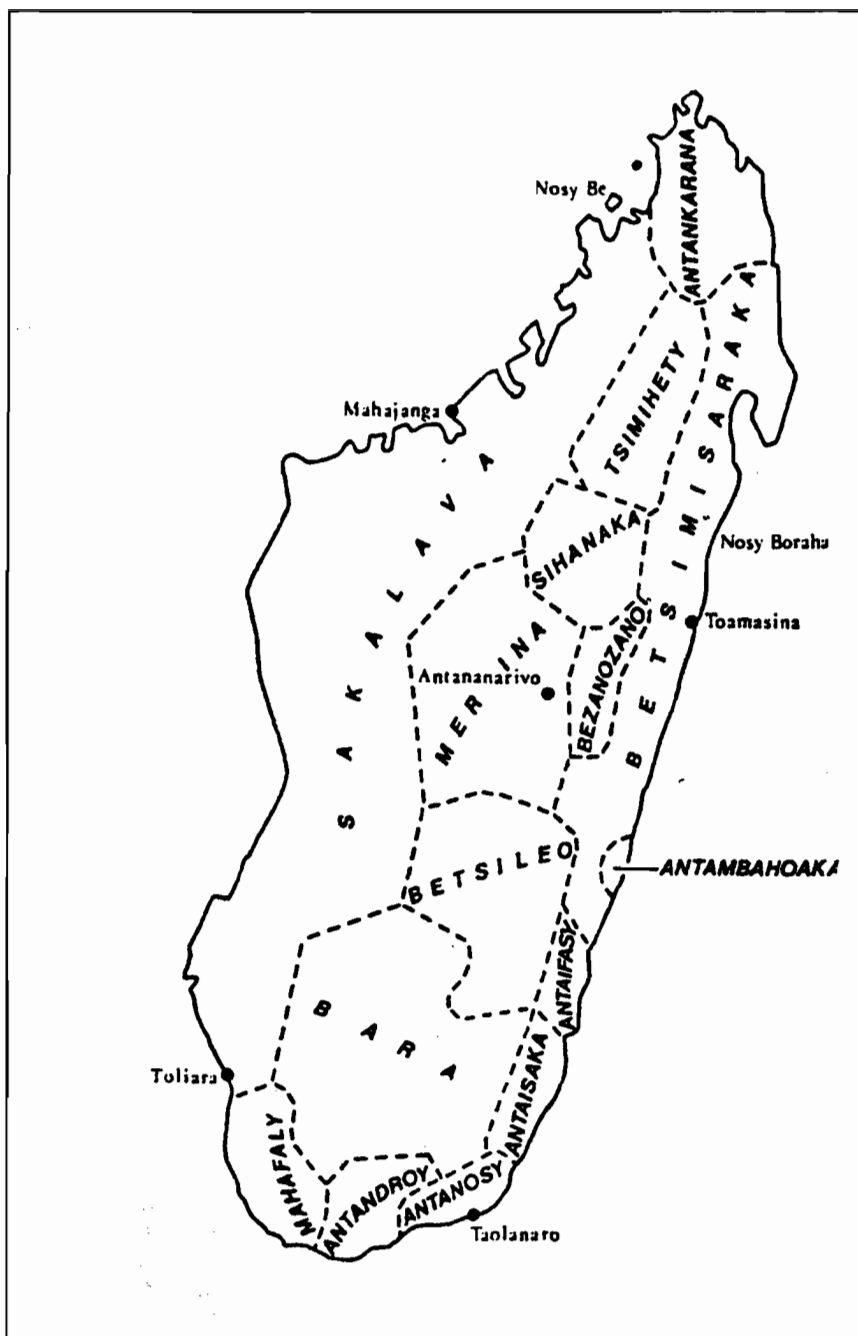 Nosy Be
ANTANKARANA
Mahajanga
TSIMIHETY
BETSIMISARAKA
SAKALAVA
SIHANAKA
Nosy Boraha
Toamasina
BEZANOZANO
MERINA
Antananarivo
BETSILEO
ANTAMBAHOAKA
ANTAIFASY
BARA
ANTAISAKA
Toliara
MAHAFALY
ANTANDROY
ANTANOSY
Taolanaro